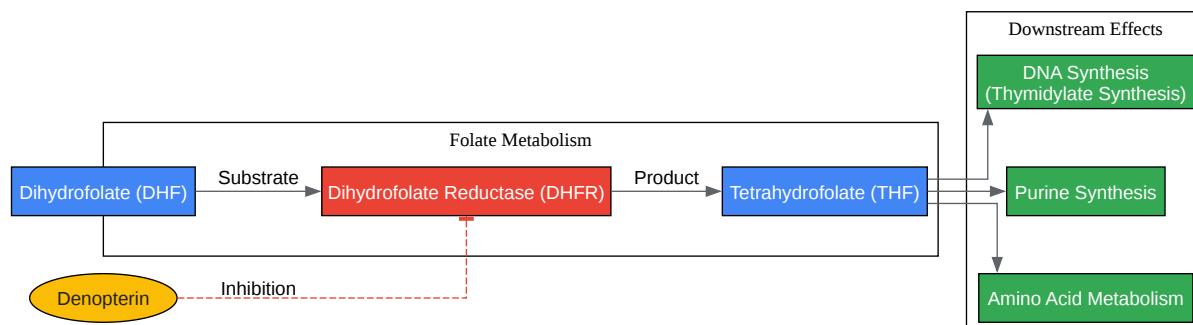 Downstream Effects
DNA Synthesis
(Thymidylate Synthesis)
Folate Metabolism
Dihydrofolate (DHF)
Substrate
Dihydrofolate Reductase (DHFR)
Product
Tetrahydrofolate (THF)
Purine Synthesis
Denopterin
Inhibition
Amino Acid Metabolism